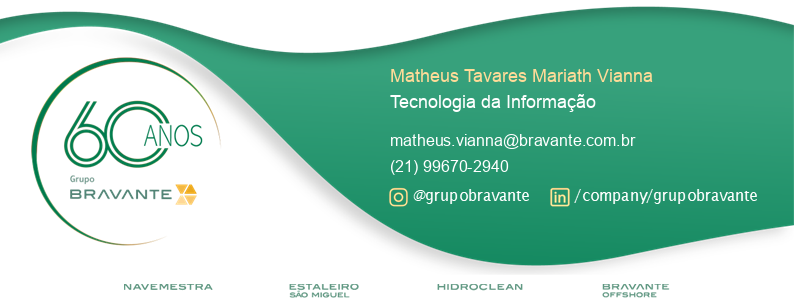 60 ANOS
Grupo
BRAVANTE
Matheus Tavares Mariath Vianna
Tecnologia da Informação
matheus.vianna@bravante.com.br
(21) 99670-2940
@grupobravante /company/grupobravante
NAVEMESTRA ESTALEIRO HIDROCLEAN BRAVANTE
SÃO MIGUEL OFFSHORE